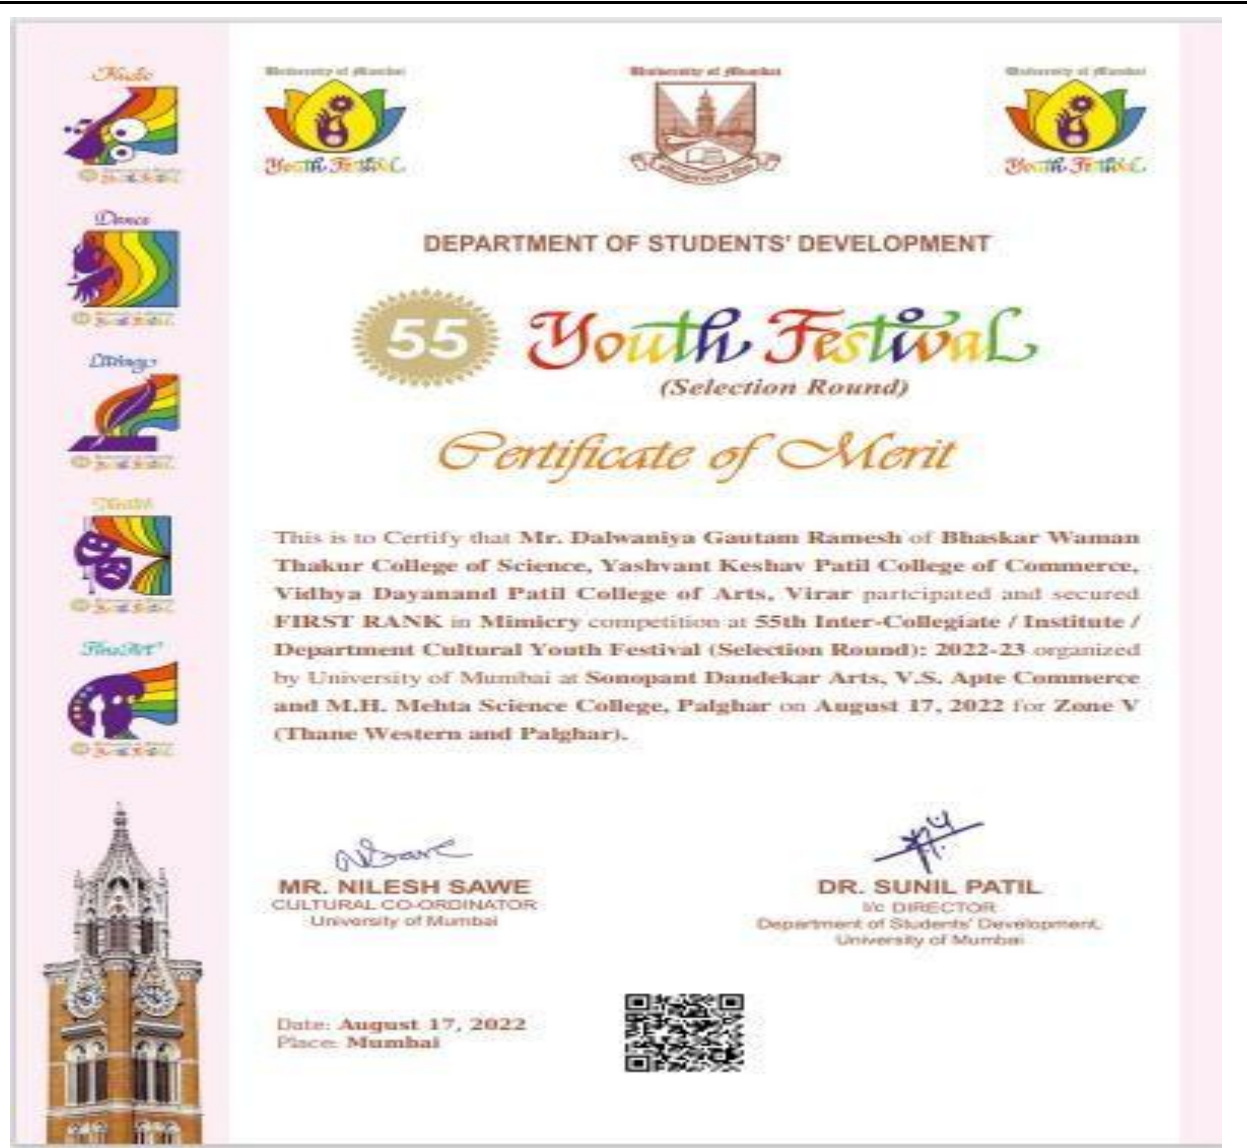 University of Mumbai
University of Mumbai
University of Mumbai
Youth Festival
Youth Festival
DEPARTMENT OF STUDENTS' DEVELOPMENT
55 Youth Festival
(Selection Round)
Certificate of Merit
This is to Certify that Mr. Dalwaniya Gautam Ramesh of Bhaskar Waman
Thakur College of Science, Yashvant Keshav Patil College of Commerce,
Vidhya Dayanand Patil College of Arts, Virar partcipated and secured
FIRST RANK in Mimicry competition at 55th Inter-Collegiate / Institute /
Department Cultural Youth Festival (Selection Round): 2022-23 organized
by University of Mumbai at Sonopant Dandekar Arts, V.S. Apte Commerce
and M.H. Mehta Science College, Palghar on August 17, 2022 for Zone V
(Thane Western and Palghar).
MR. NILESH SAWE
CULTURAL CO-ORDINATOR
University of Mumbai
DR. SUNIL PATIL
I/c DIRECTOR
Department of Students' Development,
University of Mumbai
Date: August 17, 2022
Place: Mumbai
Music
Dance
Literary
Theatre
Fine Art